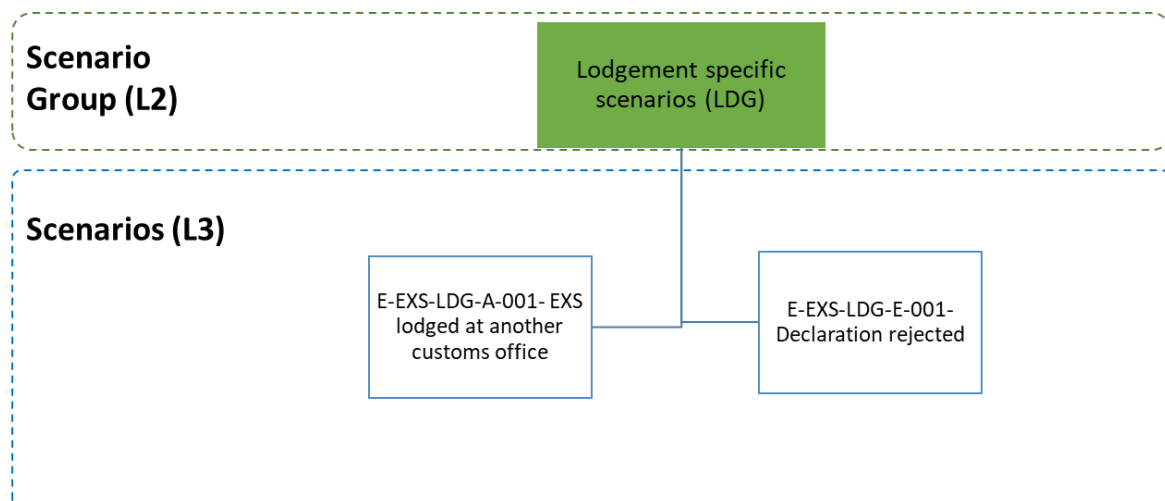 Scenario
Group (L2)
Lodgement specific
scenarios (LDG)
Scenarios (L3)
E-EXS-LDG-A-001- EXS
lodged at another
customs office
E-EXS-LDG-E-001-
Declaration rejected